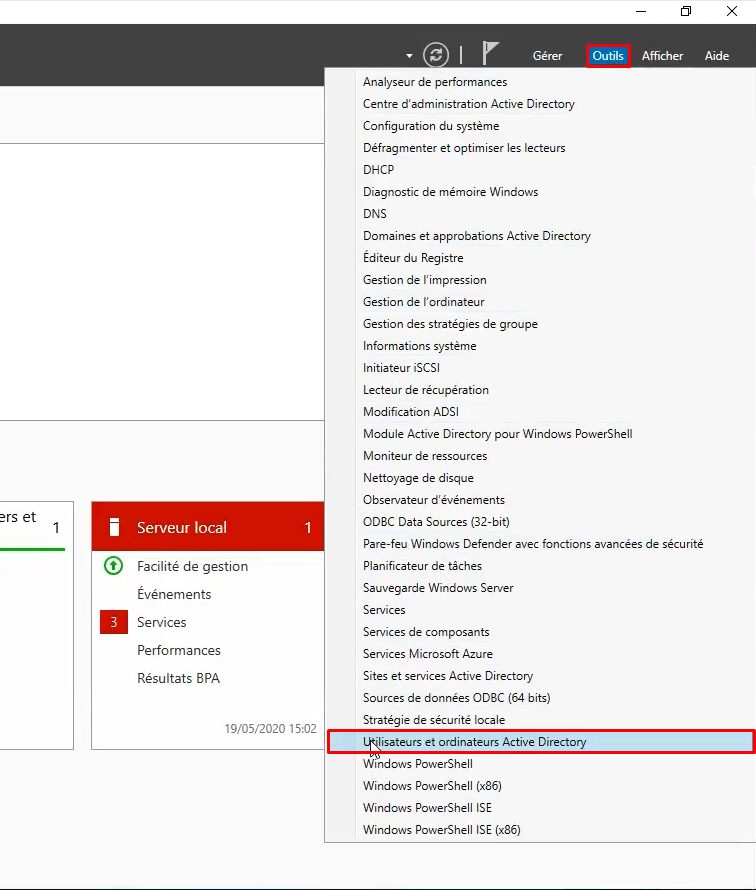 Gérer Outils Afficher Aide
Analyseur de performances
Centre d'administration Active Directory
Configuration du système
Défragmenter et optimiser les lecteurs
DHCP
Diagnostic de mémoire Windows
DNS
Domaines et approbations Active Directory
Éditeur du Registre
Gestion de l'impression
Gestion de l'ordinateur
Gestion des stratégies de groupe
Informations système
Initiateur iSCSI
Lecteur de récupération
Modification ADSI
Module Active Directory pour Windows PowerShell
Moniteur de ressources
Nettoyage de disque
Observateur d'événements
ODBC Data Sources (32-bit)
Pare-feu Windows Defender avec fonctions avancées de sécurité
Planificateur de tâches
Sauvegarde Windows Server
Services
Services de composants
Services Microsoft Azure
Sites et services Active Directory
Sources de données ODBC (64 bits)
Stratégie de sécurité locale
Utilisateurs et ordinateurs Active Directory
Windows PowerShell
Windows PowerShell (x86)
Windows PowerShell ISE
Windows PowerShell ISE (x86)
ers et 1
Serveur local 1
Facilité de gestion
Événements
3 Services
Performances
Résultats BPA
19/05/2020 15:02